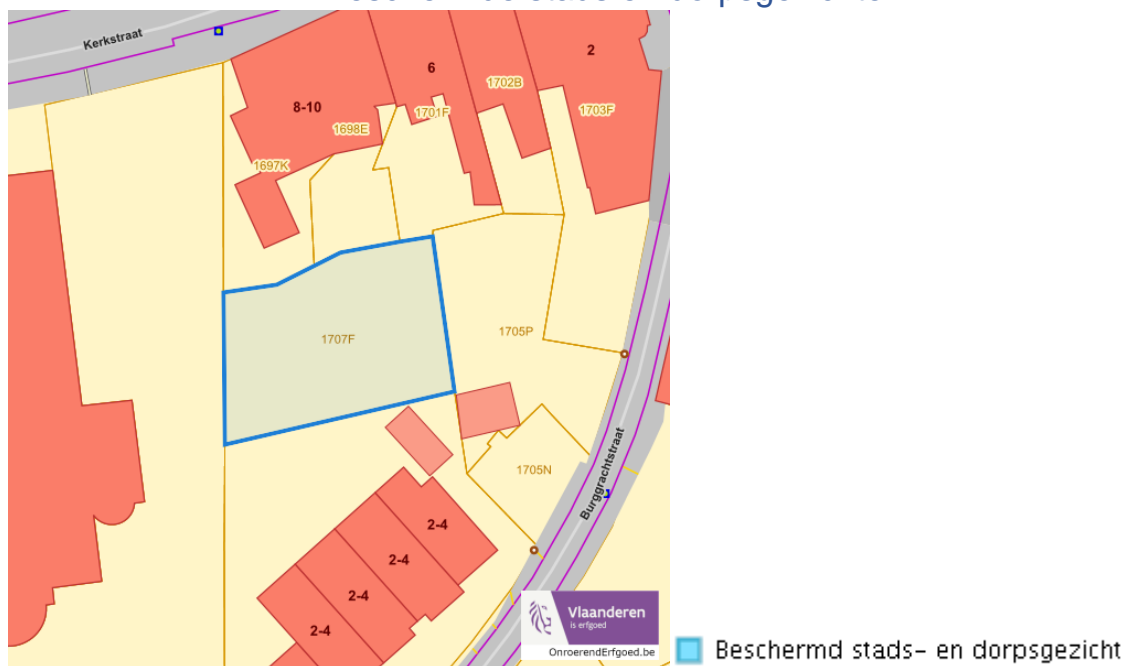 Kerkstraat
2
6
1702B
8-10
1701F
1703F
1698E
1697K
1707F
1705P
1705N
Burggrachtstraat
2-4
2-4
2-4
2-4
Vlaanderen
is erfgoed
OnroerendErfgoed.be
Beschermd stads- en dorpsgezicht